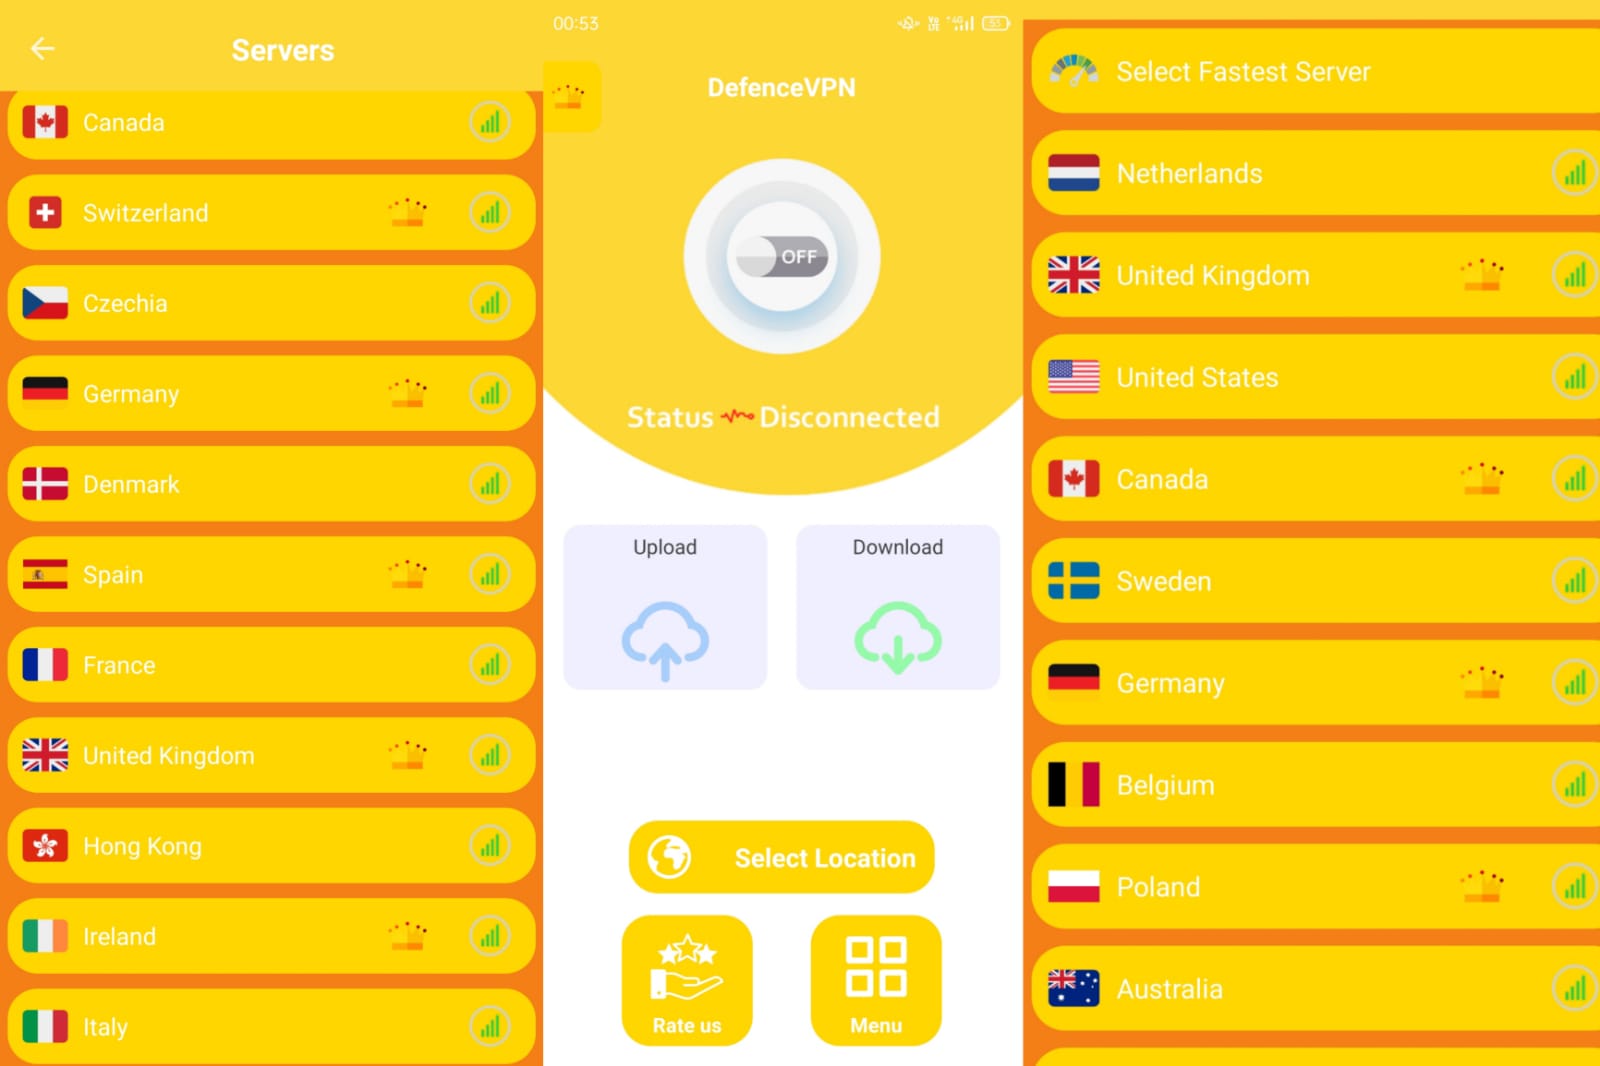 Servers
Canada
Switzerland
Czechia
Germany
Denmark
Spain
France
United Kingdom
Hong Kong
Ireland
Italy
00:53
4G
53
DefenceVPN
OFF
Status Disconnected
Upload
Download
Select Location
Rate us
Menu
Select Fastest Server
Netherlands
United Kingdom
United States
Canada
Sweden
Germany
Belgium
Poland
Australia